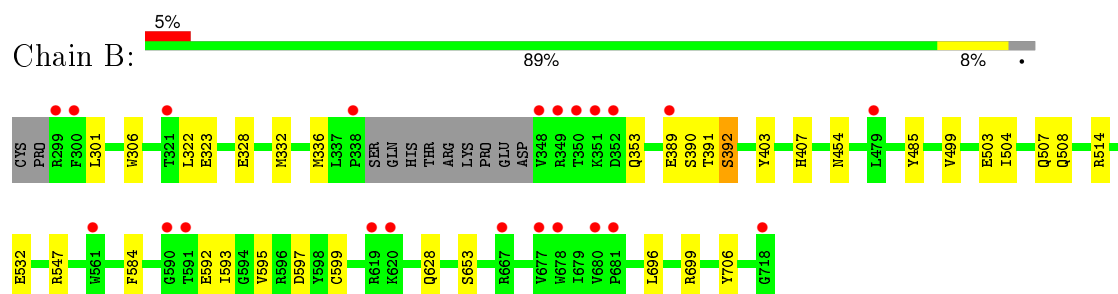 5%
Chain B:
89% 8% •
CYS PRO R299 F300 L301 W306 T321 L322 E323 E328 M332 M336 L337 P338 SER GLN HIS THR ARG LYS PRO GLU ASP V348 R349 T350 K351 D352 Q353 E389 S390 T391 S392 Y403 H407 N454 L479 Y485 V499 E503 I504 Q507 Q508 R514
E532 R547 W561 F584 G590 T591 E592 I593 G594 V595 R596 D597 Y598 C599 R619 K620 Q628 S653 R667 V677 W678 I679 V680 P681 L696 R699 Y706 G718